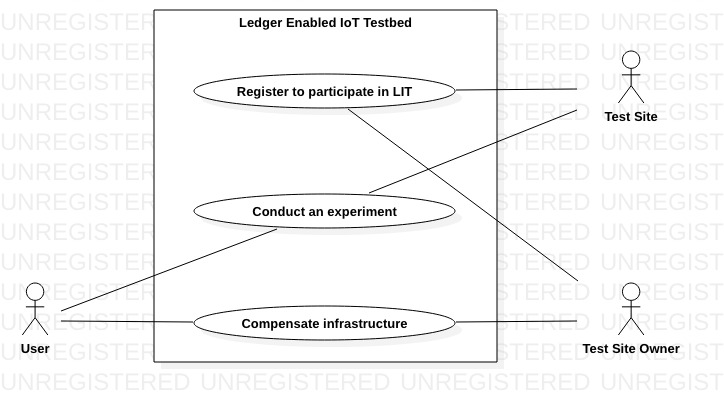 UNREGISTERED UNREGISTERED UNREGISTERED UNREGIST
Ledger Enabled IoT Testbed
Register to participate in LIT
Test Site
Conduct an experiment
Compensate infrastructure
User
Test Site Owner